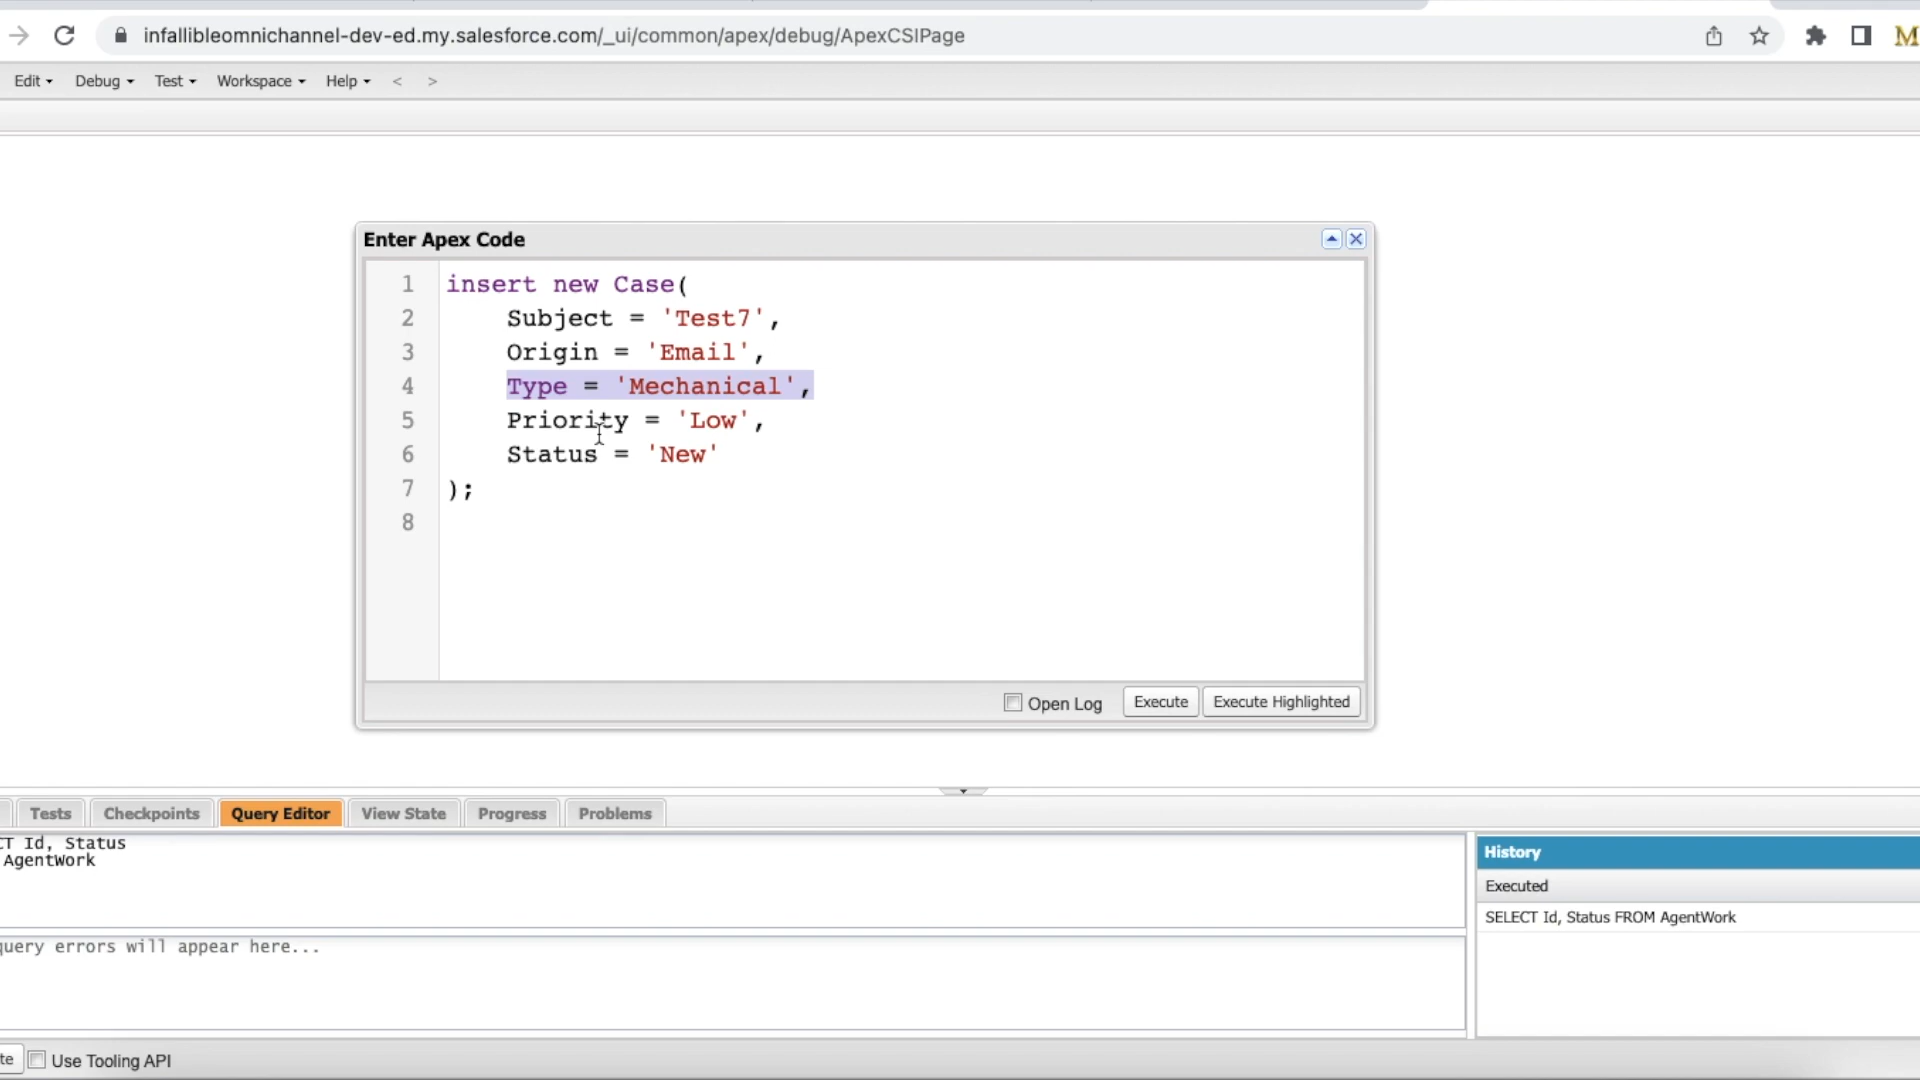 infallibleomnichannel-dev-ed.my.salesforce.com/_ui/common/apex/debug/ApexCSIPage
M
Edit Debug Test Workspace Help < >
Enter Apex Code
1 insert new Case(
2 Subject = 'Test7',
3 Origin = 'Email',
4 Type = 'Mechanical',
5 Priority = 'Low',
6 Status = 'New'
7 );
8
Open Log Execute Execute Highlighted
Tests Checkpoints Query Editor View State Progress Problems
CT Id, Status
AgentWork
query errors will appear here...
History
Executed
SELECT Id, Status FROM AgentWork
te Use Tooling API